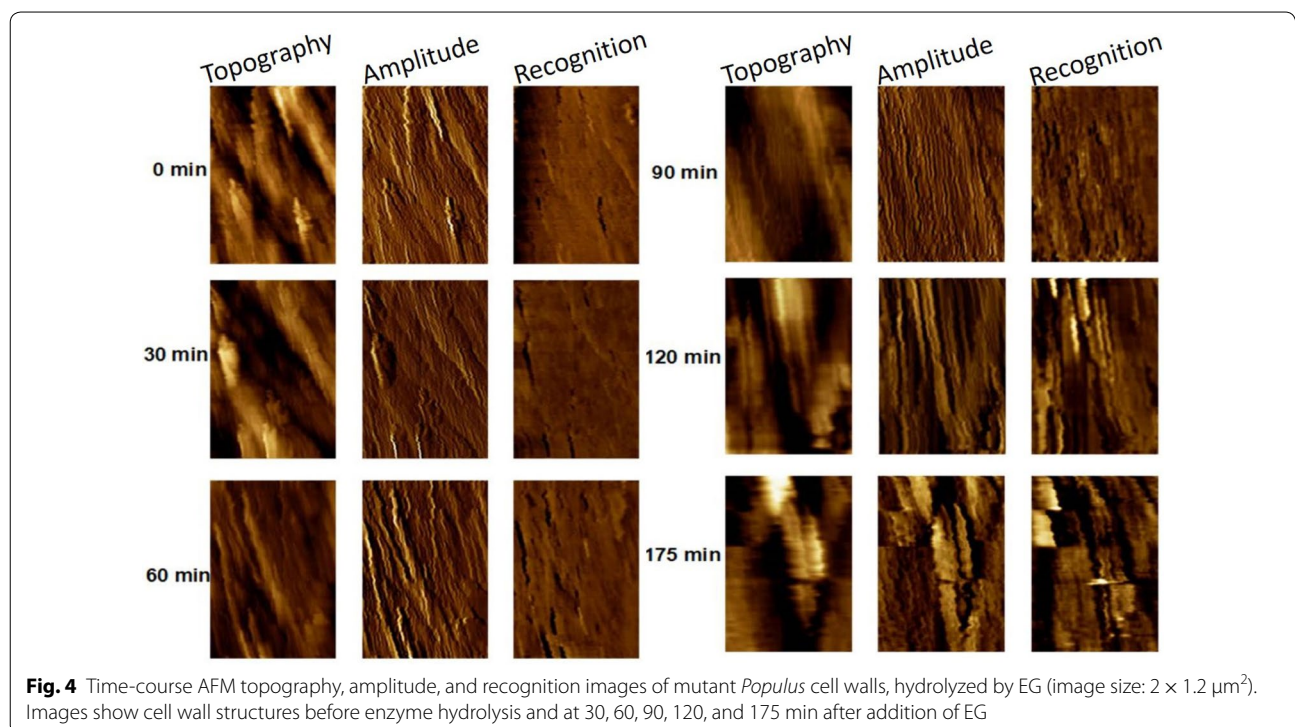 Topography Amplitude Recognition Topography Amplitude Recognition
0 min
90 min
30 min
120 min
60 min
175 min
Fig. 4 Time-course AFM topography, amplitude, and recognition images of mutant Populus cell walls, hydrolyzed by EG (image size: 2 × 1.2 μm²).
Images show cell wall structures before enzyme hydrolysis and at 30, 60, 90, 120, and 175 min after addition of EG